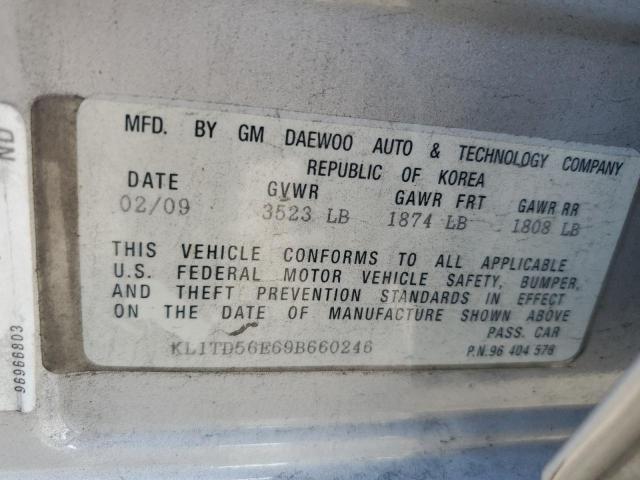 MFD. BY GM DAEWOO AUTO & TECHNOLOGY COMPANY
REPUBLIC OF KOREA
DATE GVWR GAWR FRT GAWR RR
02/09 3523 LB 1874 LB 1808 LB
THIS VEHICLE CONFORMS TO ALL APPLICABLE
U.S. FEDERAL MOTOR VEHICLE SAFETY, BUMPER,
AND THEFT PREVENTION STANDARDS IN EFFECT
ON THE DATE OF MANUFACTURE SHOWN ABOVE
PASS. CAR
KL1TD56E69B660246 P.N.96 404 578
ND
96966803